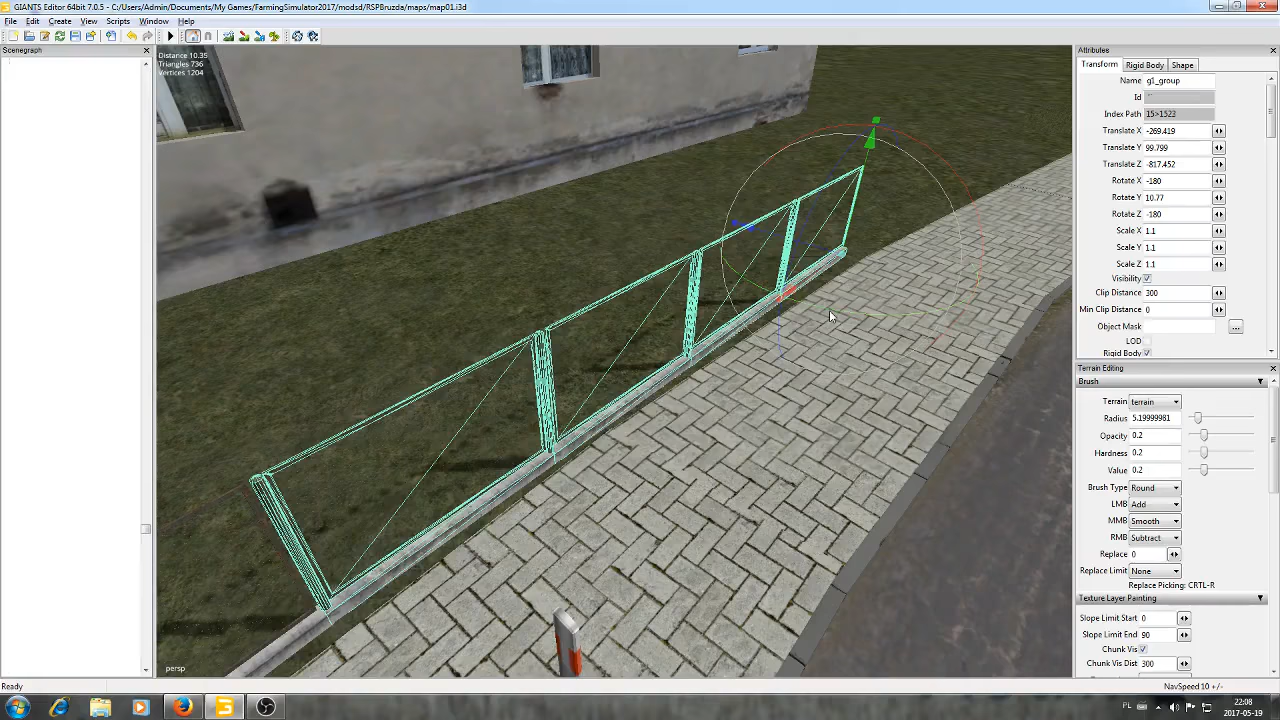 GIANTS Editor 64bit 7.0.5 - C:/Users/Admin/Documents/My Games/FarmingSimulator2017/modsd/RSPBruzda/maps/map01.i3d
File Edit Create View Scripts Window Help
Scenegraph
Distance 10.35
Triangles 736
Vertices 1204
persp
Attributes
Transform Rigid Body Shape
Name g1_group
Id
Index Path 15>1523
Translate X -269.419
Translate Y 99.799
Translate Z -817.452
Rotate X -180
Rotate Y 10.77
Rotate Z -180
Scale X 1.1
Scale Y 1.1
Scale Z 1.1
Visibility
Clip Distance 300
Min Clip Distance 0
Object Mask ...
LOD
Rigid Body
Terrain Editing
Brush
Terrain terrain
Radius 5.19999981
Opacity 0.2
Hardness 0.2
Value 0.2
Brush Type Round
LMB Add
MMB Smooth
RMB Subtract
Replace 0
Replace Limit None
Replace Picking: CRTL-R
Texture Layer Painting
Slope Limit Start 0
Slope Limit End 90
Chunk Vis
Chunk Vis Dist 300
Ready
NavSpeed 10 +/-
PL
22:08
2017-05-19